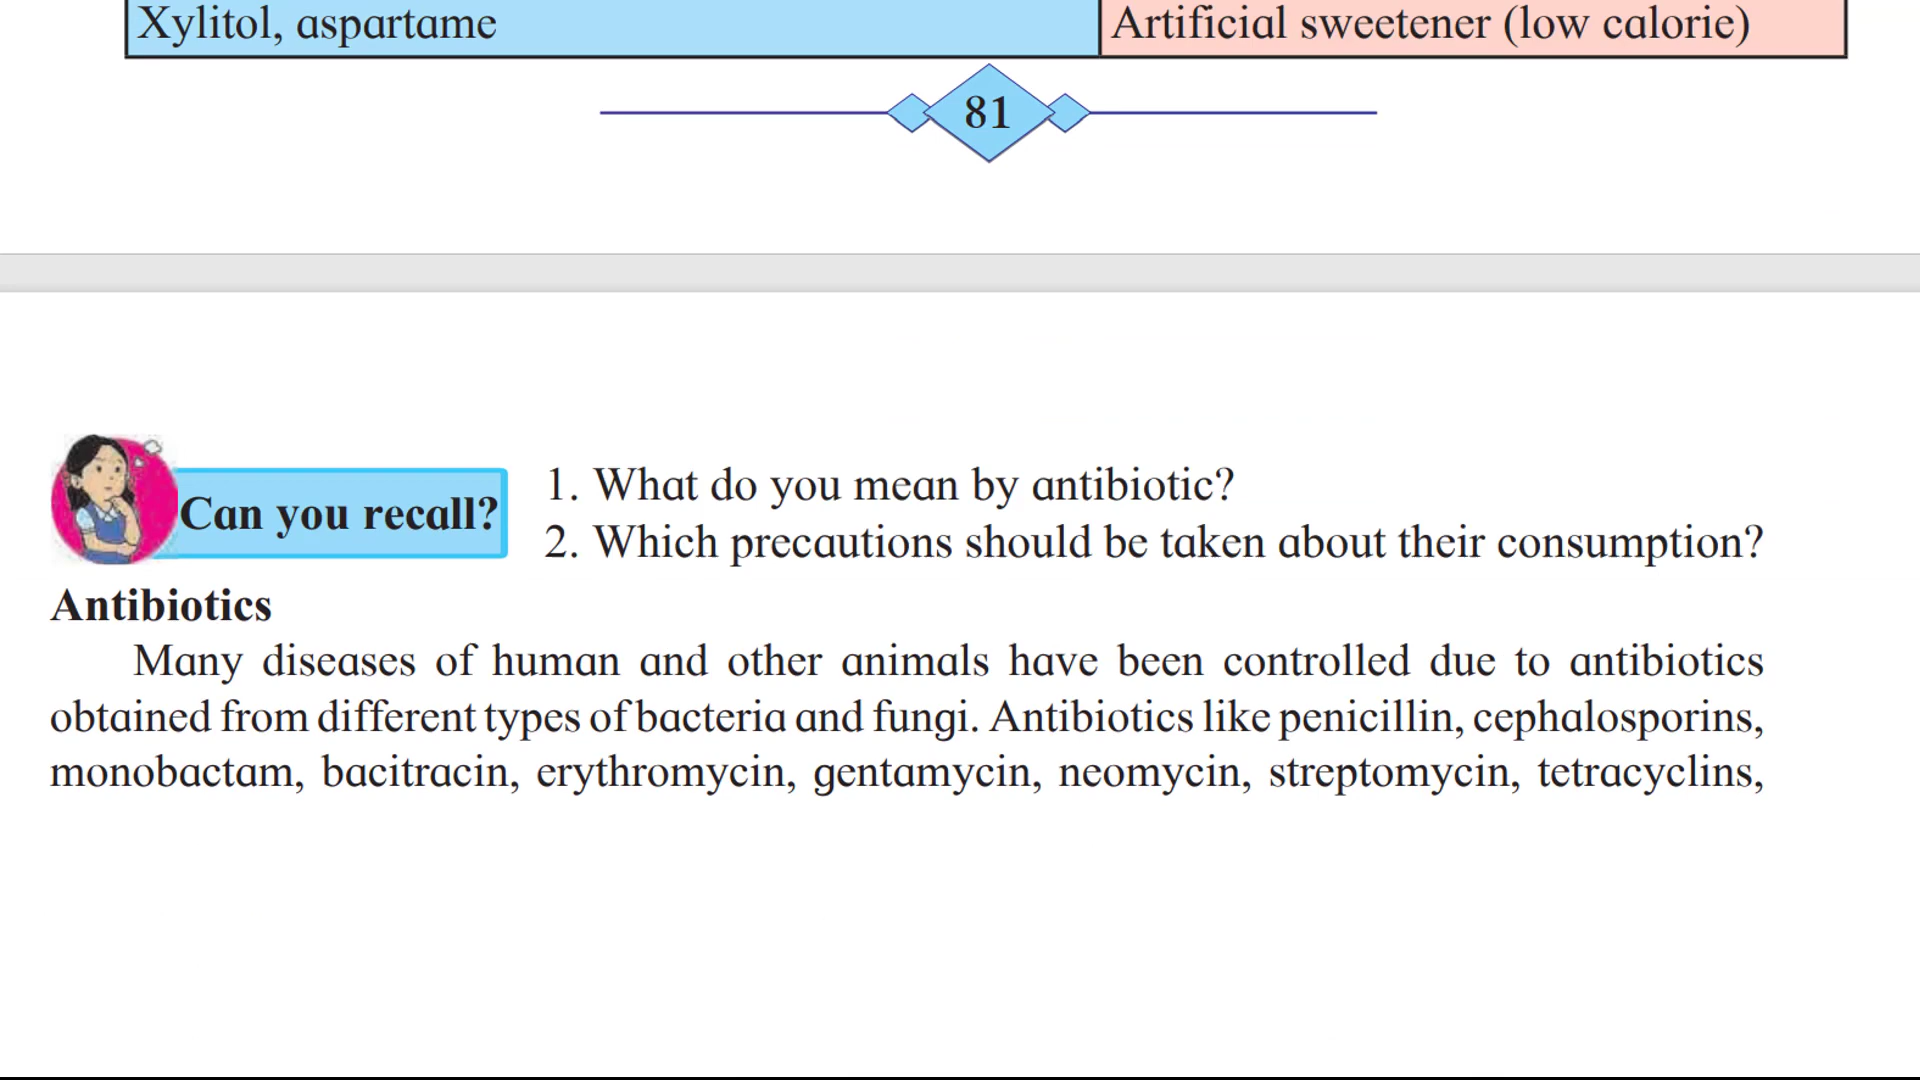 Xylitol, aspartame
Artificial sweetener (low calorie)
81
Can you recall?
1. What do you mean by antibiotic?
2. Which precautions should be taken about their consumption?
Antibiotics
Many diseases of human and other animals have been controlled due to antibiotics
obtained from different types of bacteria and fungi. Antibiotics like penicillin, cephalosporins,
monobactam, bacitracin, erythromycin, gentamycin, neomycin, streptomycin, tetracyclins,